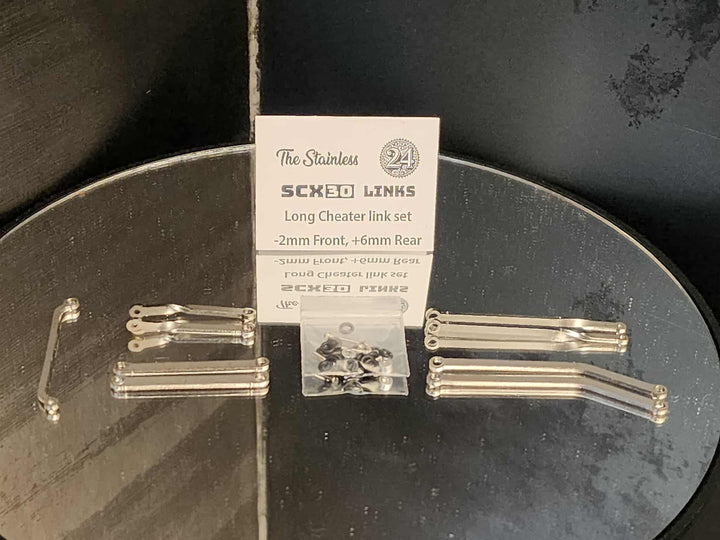 The Stainless 24
SCX30 LINKS
Long Cheater link set
-2mm Front, +6mm Rear